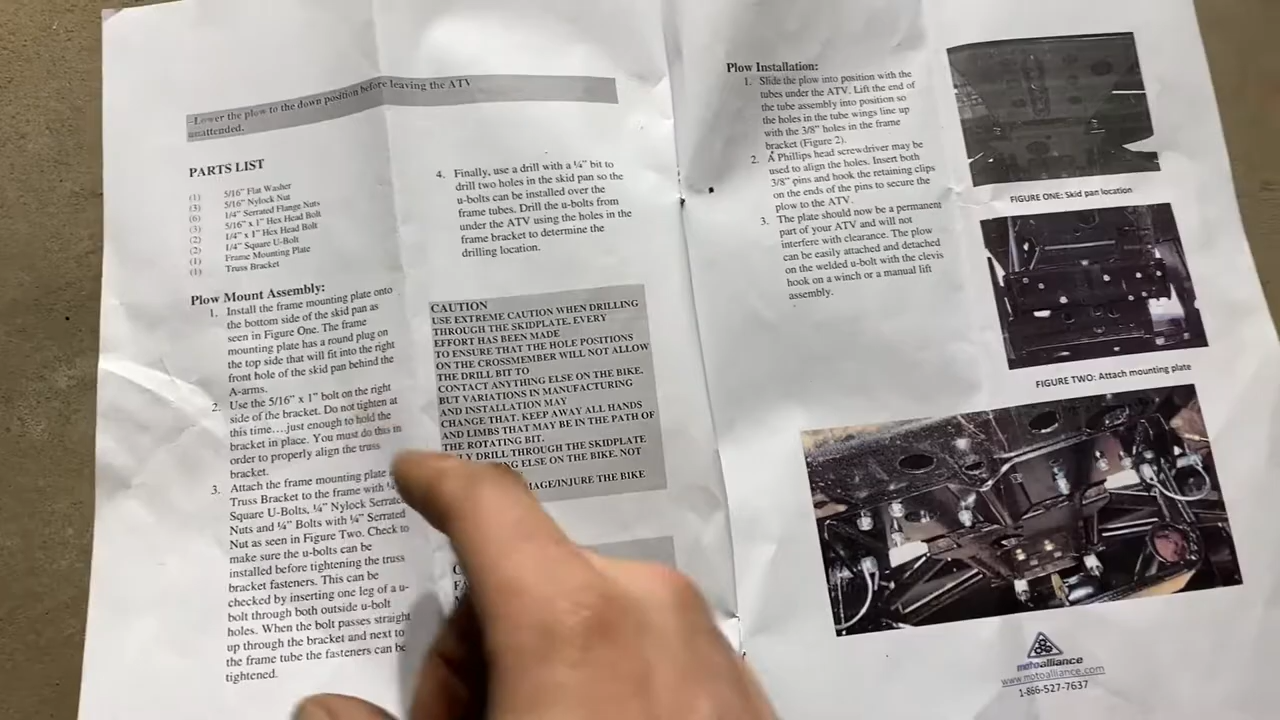 -Lower the plow to the down position before leaving the ATV
unattended.
PARTS LIST
(1) 5/16" Flat Washer
(3) 5/16" Nylock Nut
(6) 1/4" Serrated Flange Nuts
(3) 5/16" x 1" Hex Head Bolt
(2) 1/4" x 1" Hex Head Bolt
(2) 1/4" Square U-Bolt
(1) Frame Mounting Plate
(1) Truss Bracket
Plow Mount Assembly:
1. Install the frame mounting plate onto
the bottom side of the skid pan as
seen in Figure One. The frame
mounting plate has a round plug on
the top side that will fit into the right
front hole of the skid pan behind the
A-arms.
2. Use the 5/16" x 1" bolt on the right
side of the bracket. Do not tighten at
this time....just enough to hold the
bracket in place. You must do this in
order to properly align the truss
bracket.
3. Attach the frame mounting plate
Truss Bracket to the frame with
Square U-Bolts, ¼" Nylock Serrated
Nuts and ¼" Bolts with ¼" Serrated
Nut as seen in Figure Two. Check to
make sure the u-bolts can be
installed before tightening the truss
bracket fasteners. This can be
checked by inserting one leg of a u-
bolt through both outside u-bolt
holes. When the bolt passes straight
up through the bracket and next to
the frame tube the fasteners can be
tightened.
4. Finally, use a drill with a ¼" bit to
drill two holes in the skid pan so the
u-bolts can be installed over the
frame tubes. Drill the u-bolts from
under the ATV using the holes in the
frame bracket to determine the
drilling location.
CAUTION
USE EXTREME CAUTION WHEN DRILLING
THROUGH THE SKIDPLATE. EVERY
EFFORT HAS BEEN MADE
TO ENSURE THAT THE HOLE POSITIONS
ON THE CROSSMEMBER WILL NOT ALLOW
THE DRILL BIT TO
CONTACT ANYTHING ELSE ON THE BIKE.
BUT VARIATIONS IN MANUFACTURING
AND INSTALLATION MAY
CHANGE THAT. KEEP AWAY ALL HANDS
AND LIMBS THAT MAY BE IN THE PATH OF
THE ROTATING BIT.
DRILL THROUGH THE SKIDPLATE
ELSE ON THE BIKE. NOT
THE BIKE
Plow Installation:
1. Slide the plow into position with the
tubes under the ATV. Lift the end of
the tube assembly into position so
the holes in the tube wings line up
with the 3/8" holes in the frame
bracket (Figure 2).
2. A Phillips head screwdriver may be
used to align the holes. Insert both
3/8" pins and hook the retaining clips
on the ends of the pins to secure the
plow to the ATV.
3. The plate should now be a permanent
part of your ATV and will not
interfere with clearance. The plow
can be easily attached and detached
on the welded u-bolt with the clevis
hook on a winch or a manual lift
assembly.
FIGURE ONE: Skid pan location
FIGURE TWO: Attach mounting plate
motoalliance
www.motoalliance.com
1-866-527-7637